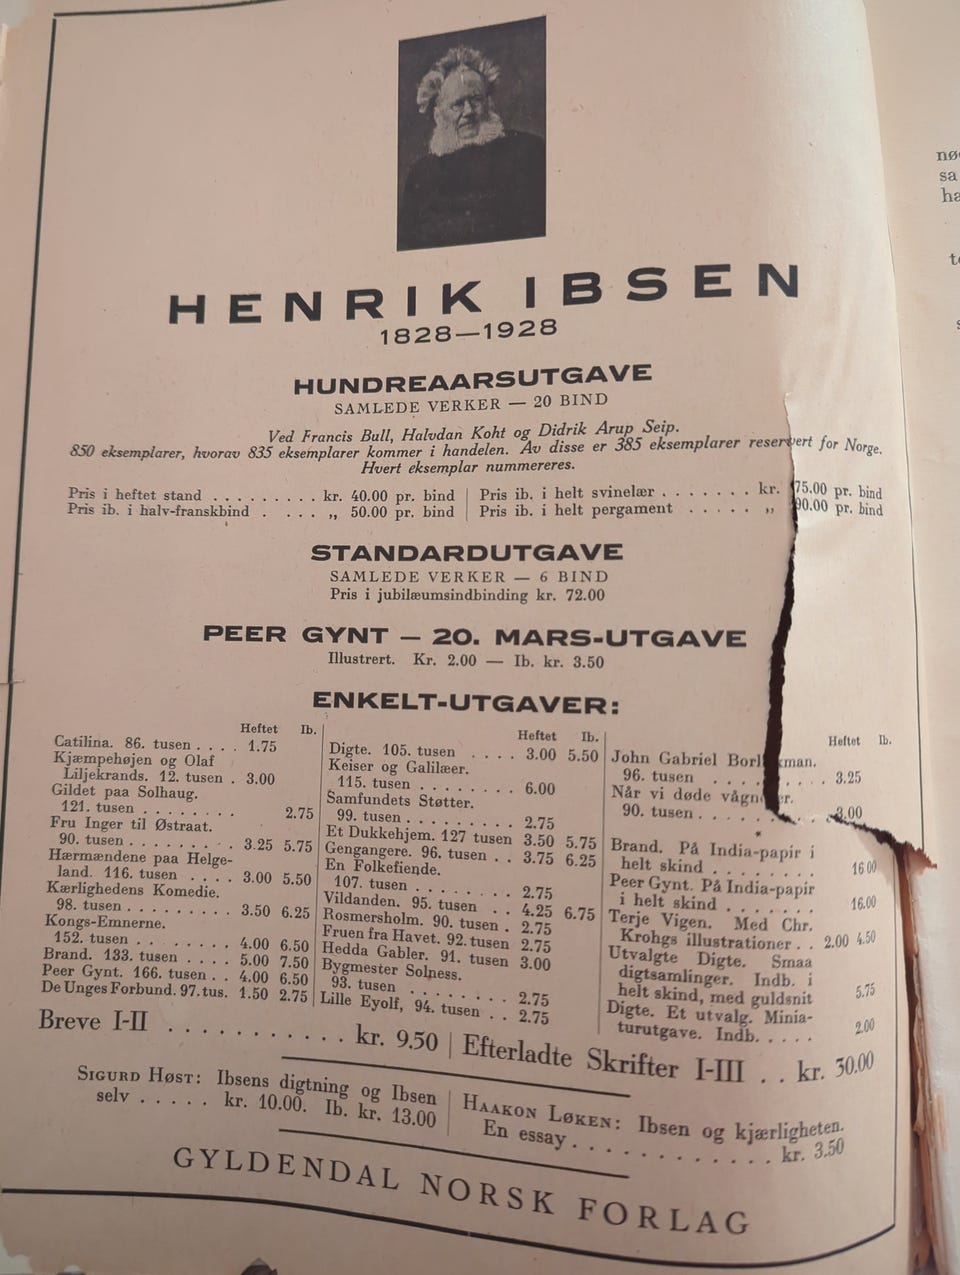 HENRIK IBSEN
1828—1928
HUNDREAARSUTGAVE
SAMLEDE VERKER — 20 BIND
Ved Francis Bull, Halvdan Koht og Didrik Arup Seip.
850 eksemplarer, hvorav 835 eksemplarer kommer i handelen. Av disse er 385 eksemplarer reservert for Norge.
Hvert eksemplar nummereres.
Pris i heftet stand . . . . . . . . . kr. 40.00 pr. bind
Pris ib. i halv-franskbind . . . . „ 50.00 pr. bind
Pris ib. i helt svinelær . . . . . . . kr. 75.00 pr. bind
Pris ib. i helt pergament . . . . . „ 90.00 pr. bind
STANDARDUTGAVE
SAMLEDE VERKER — 6 BIND
Pris i jubilæumsindbinding kr. 72.00
PEER GYNT — 20. MARS-UTGAVE
Illustrert. Kr. 2.00 — Ib. kr. 3.50
ENKELT-UTGAVER:
Heftet Ib.
Catilina. 86. tusen . . . . 1.75
Kjæmpehøjen og Olaf
Liljekrands. 12. tusen . 3.00
Gildet paa Solhaug.
121. tusen . . . . . . . . 2.75
Fru Inger til Østraat.
90. tusen . . . . . . . . 3.25 5.75
Hærmændene paa Helge-
land. 116. tusen . . . . 3.00 5.50
Kærlighedens Komedie.
98. tusen . . . . . . . . . 3.50 6.25
Kongs-Emnerne.
152. tusen . . . . . . . . 4.00 6.50
Brand. 133. tusen . . . . 5.00 7.50
Peer Gynt. 166. tusen . . 4.00 6.50
De Unges Forbund. 97. tus. 1.50 2.75
Heftet Ib.
Digte. 105. tusen . . . . 3.00 5.50
Keiser og Galilæer.
115. tusen . . . . . . . . 6.00
Samfundets Støtter.
99. tusen . . . . . . . . . 2.75
Et Dukkehjem. 127 tusen 3.50 5.75
Gengangere. 96. tusen . . 3.75 6.25
En Folkefiende.
107. tusen . . . . . . . . 2.75
Vildanden. 95. tusen . . 4.25 6.75
Rosmersholm. 90. tusen . 2.75
Fruen fra Havet. 92. tusen 2.75
Hedda Gabler. 91. tusen 3.00
Bygmester Solness.
93. tusen . . . . . . . . . 2.75
Lille Eyolf, 94. tusen . . 2.75
Heftet Ib.
John Gabriel Borkman.
96. tusen . . . . . . . . . 3.25
Når vi døde vågner.
90. tusen . . . . . . . . . 3.00
Brand. På India-papir i
helt skind . . . . . . . . 16 00
Peer Gynt. På India-papir
i helt skind . . . . . . . 16.00
Terje Vigen. Med Chr.
Krohgs illustrationer . . 2.00 4.50
Utvalgte Digte. Smaa
digtsamlinger. Indb. i
helt skind, med guldsnit 5.75
Digte. Et utvalg. Minia-
turutgave. Indb. . . . . . 2.00
Breve I-II . . . . . . . . . . . kr. 9.50
Efterladte Skrifter I-III . . kr. 30.00
SIGURD HØST: Ibsens digtning og Ibsen
selv . . . . . kr. 10.00. Ib. kr. 13.00
HAAKON LØKEN: Ibsen og kjærligheten.
En essay . . . . . . . . . . . . kr. 3.50
GYLDENDAL NORSK FORLAG